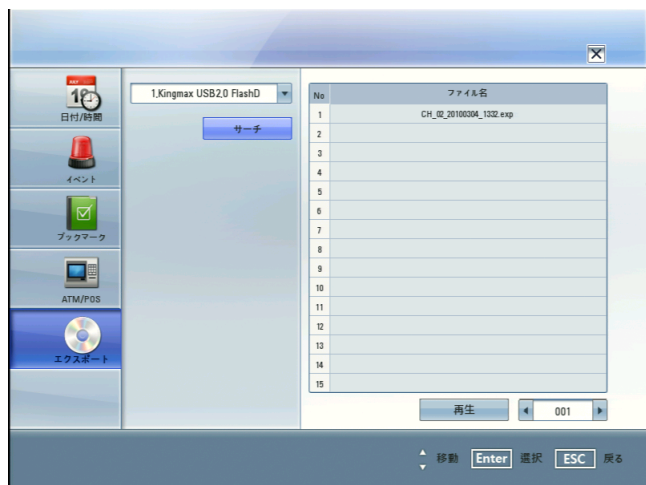 日付/時間
イベント
ブックマーク
ATM/POS
エクスポート
1,Kingmax USB2,0 FlashD
サーチ
No ファイル名
1 CH_02_20100304_1332.exp
2
3
4
5
6
7
8
9
10
11
12
13
14
15
再生 001
移動 Enter 選択 ESC 戻る